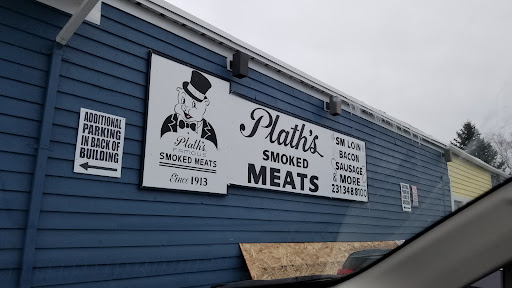 ADDITIONAL
PARKING
IN BACK OF
BUILDING
Plath's
FAMOUS
SMOKED MEATS
Since 1913
Plath's
SMOKED
MEATS
SM LOIN
BACON
SAUSAGE
& MORE
231.348.8100